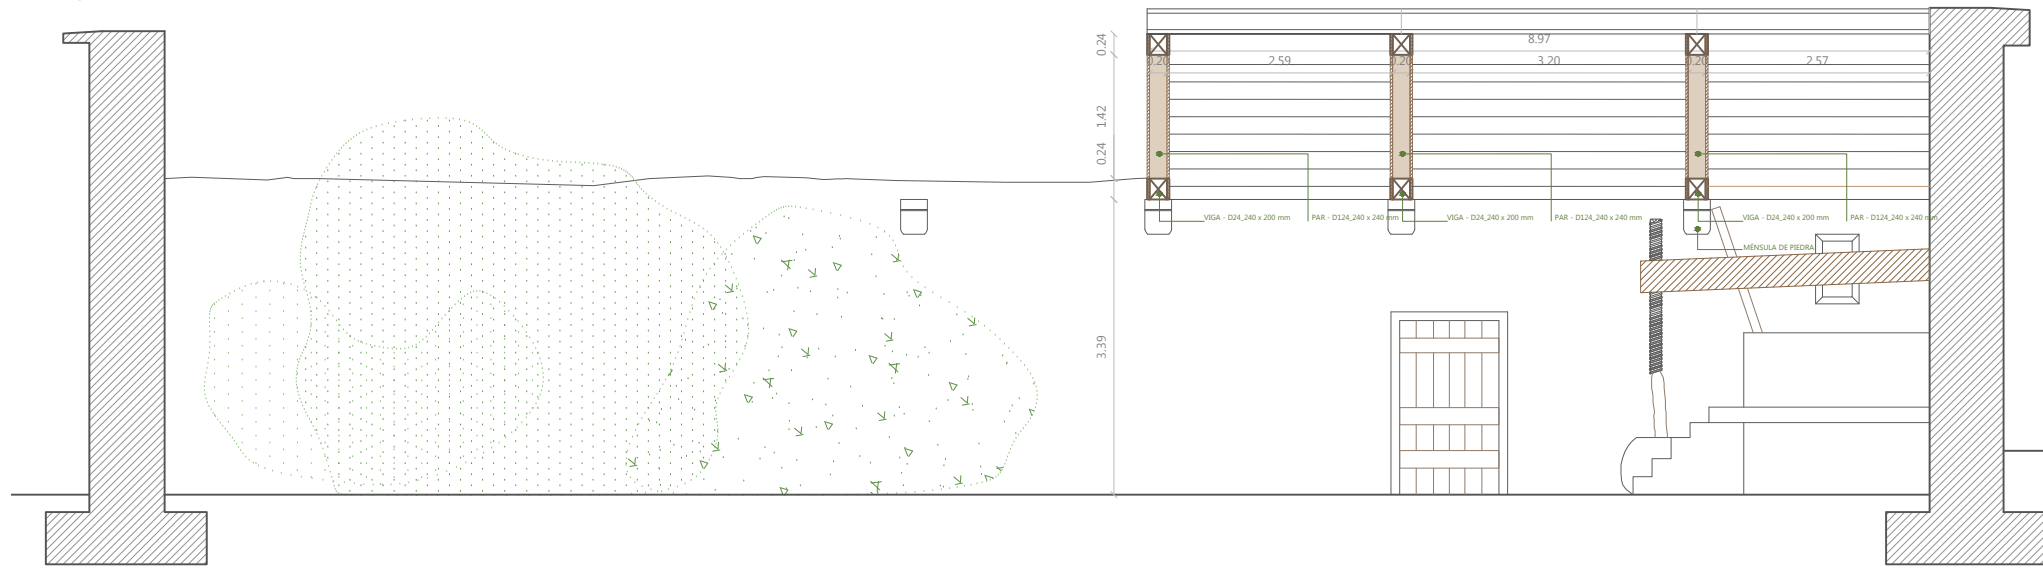 0.24
8.97
0.20
2.59
0.20
3.20
0.20
2.57
1.42
0.24
VIGA - D24_240 x 200 mm
PAR - D124_240 x 240 mm
VIGA - D24_240 x 200 mm
PAR - D124_240 x 240 mm
VIGA - D24_240 x 200 mm
PAR - D124_240 x 240 mm
MÉNSULA DE PIEDRA
3.39